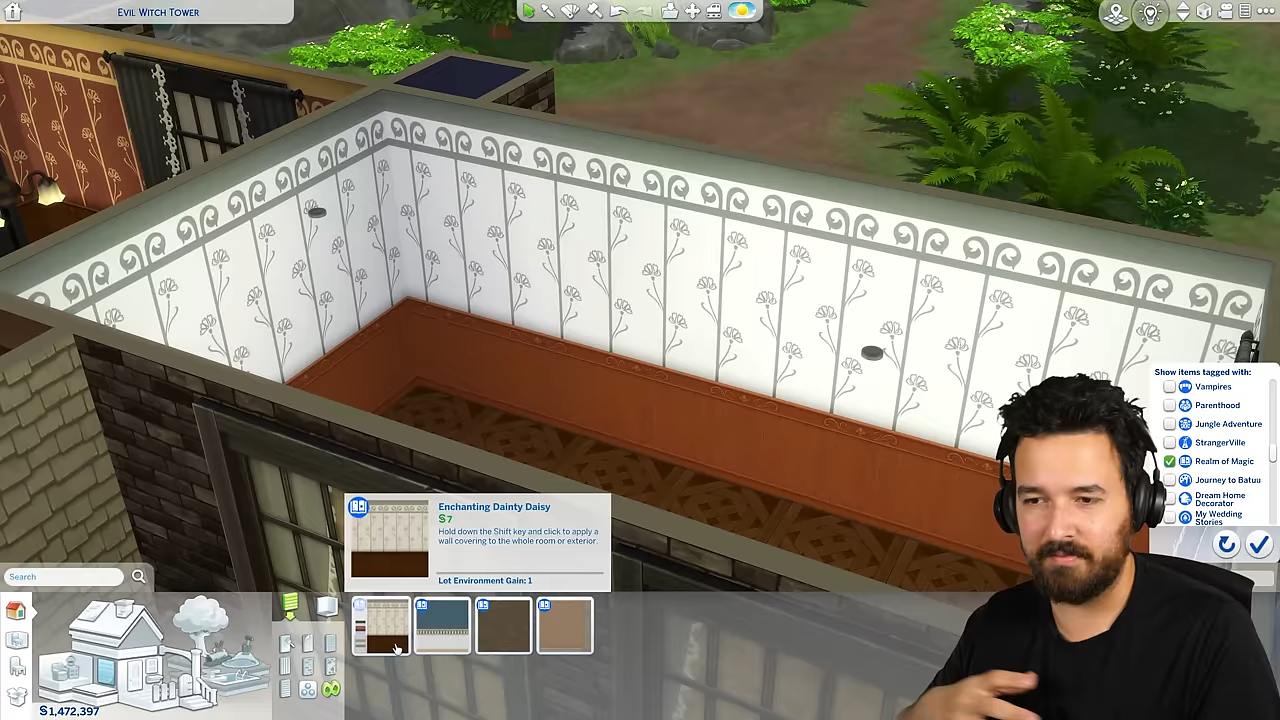 EVIL WITCH TOWER
Show items tagged with:
Vampires
Parenthood
Jungle Adventure
StrangerVille
Realm of Magic
Journey to Batuu
Dream Home
Decorator
My Wedding
Stories
Enchanting Dainty Daisy
§7
Hold down the Shift key and click to apply a
wall covering to the whole room or exterior.
Lot Environment Gain: 1
Search
§1,472,397